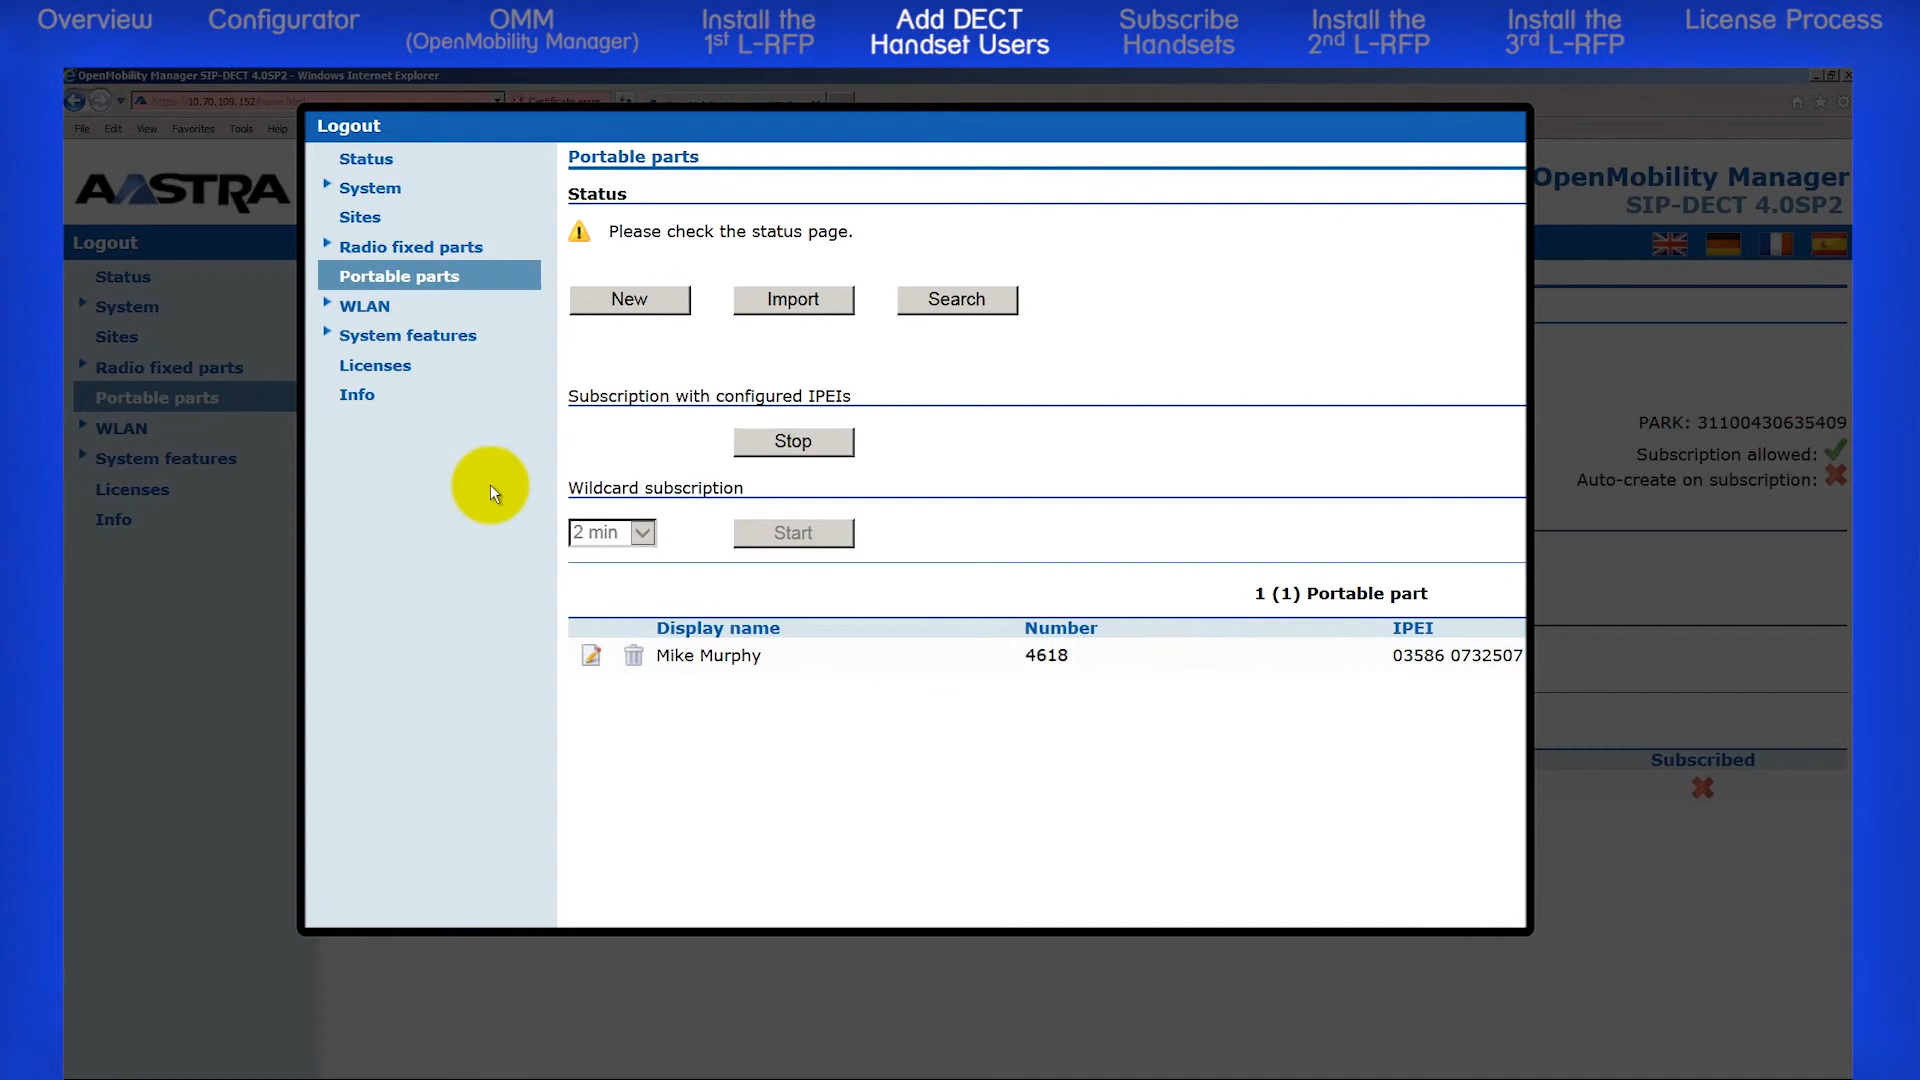 Overview
Configurator
OMM
(OpenMobility Manager)
Install the
1st L-RFP
Add DECT
Handset Users
Subscribe
Handsets
Install the
2nd L-RFP
Install the
3rd L-RFP
License Process
OpenMobility Manager SIP-DECT 4.0SP2 - Windows Internet Explorer
https://10.70.109.152/home.html
Certificate error
File Edit View Favorites Tools Help
AASTRA
OpenMobility Manager
SIP-DECT 4.0SP2
Logout
Status
System
Sites
Radio fixed parts
Portable parts
WLAN
System features
Licenses
Info
Logout
Status
System
Sites
Radio fixed parts
Portable parts
WLAN
System features
Licenses
Info
Portable parts
Status
Please check the status page.
New Import Search
Subscription with configured IPEIs
Stop
Wildcard subscription
2 min Start
1 (1) Portable part
Display name Number IPEI
Mike Murphy 4618 03586 0732507
PARK: 31100430635409
Subscription allowed:
Auto-create on subscription:
Subscribed